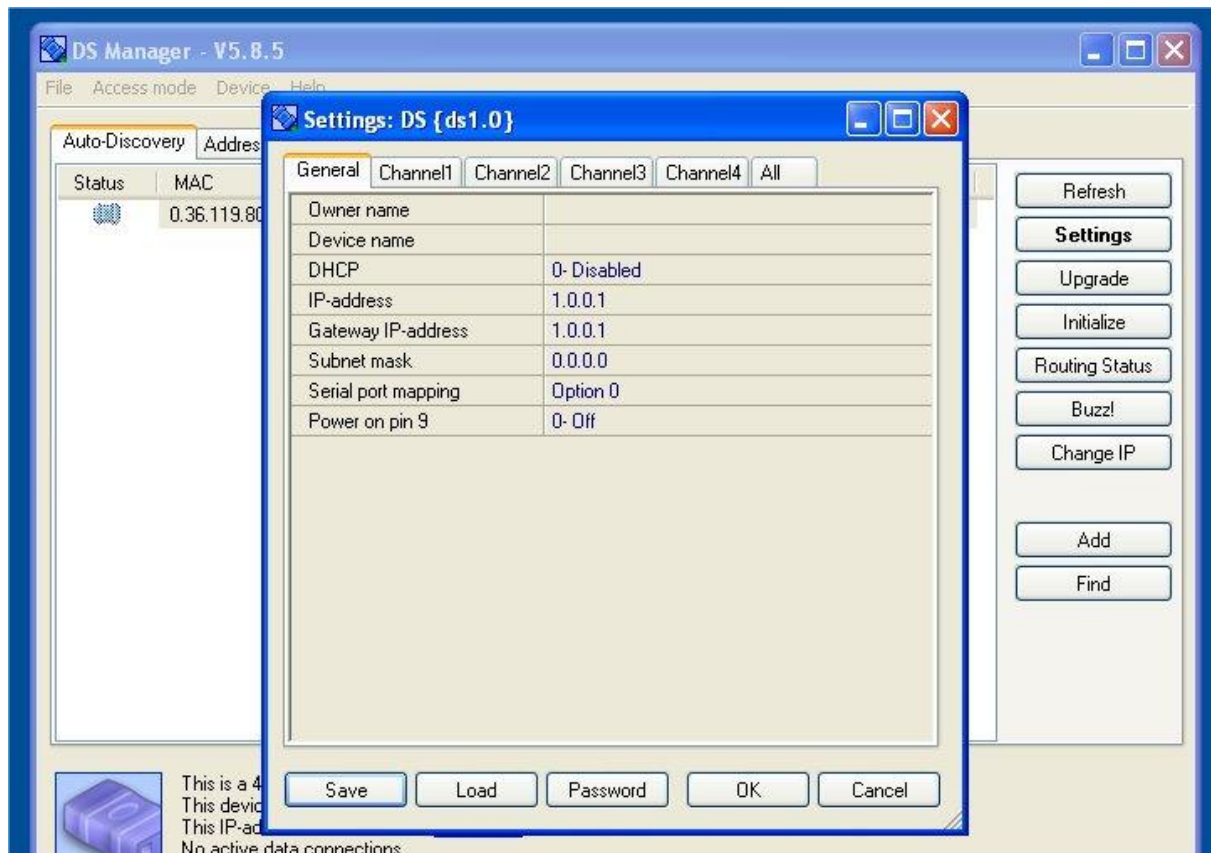 DS Manager - V5.8.5
File Access mode Device Help
Auto-Discovery Addres
Status MAC
0.36.119.80
Settings: DS {ds1.0}
General Channel1 Channel2 Channel3 Channel4 All
Owner name
Device name
DHCP 0- Disabled
IP-address 1.0.0.1
Gateway IP-address 1.0.0.1
Subnet mask 0.0.0.0
Serial port mapping Option 0
Power on pin 9 0- Off
Save Load Password OK Cancel
Refresh
Settings
Upgrade
Initialize
Routing Status
Buzz!
Change IP
Add
Find
This is a 4
This devic
This IP-ad
No active data connections